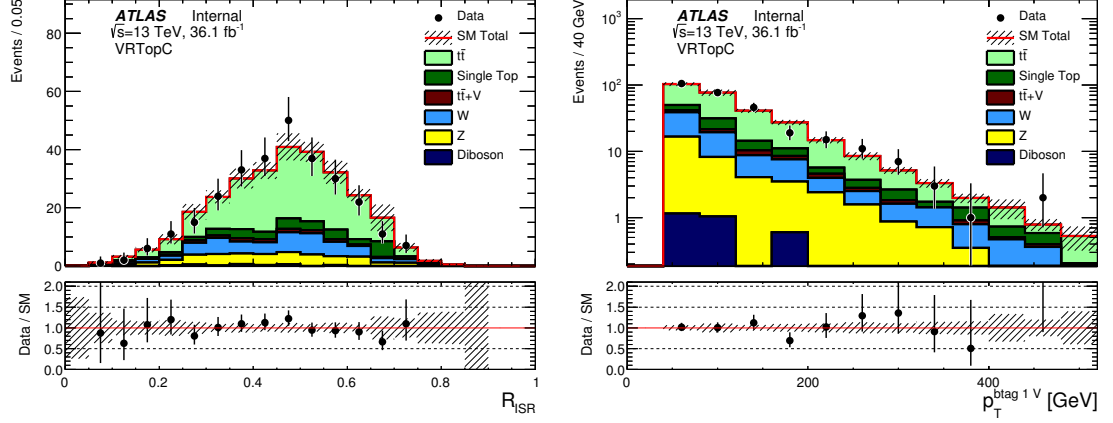 ATLAS Internal
√s=13 TeV, 36.1 fb⁻¹
VRTopC
Data
SM Total
tt̄
Single Top
tt̄+V
W
Z
Diboson
Events / 0.05
80
60
40
20
0
Data / SM
2.0
1.5
1.0
0.5
0.0
0 0.2 0.4 0.6 0.8 1
R_ISR
ATLAS Internal
√s=13 TeV, 36.1 fb⁻¹
VRTopC
Data
SM Total
tt̄
Single Top
tt̄+V
W
Z
Diboson
Events / 40 GeV
10³
10²
10
1
Data / SM
2.0
1.5
1.0
0.5
0.0
0 200 400
p_T^btag 1 V [GeV]